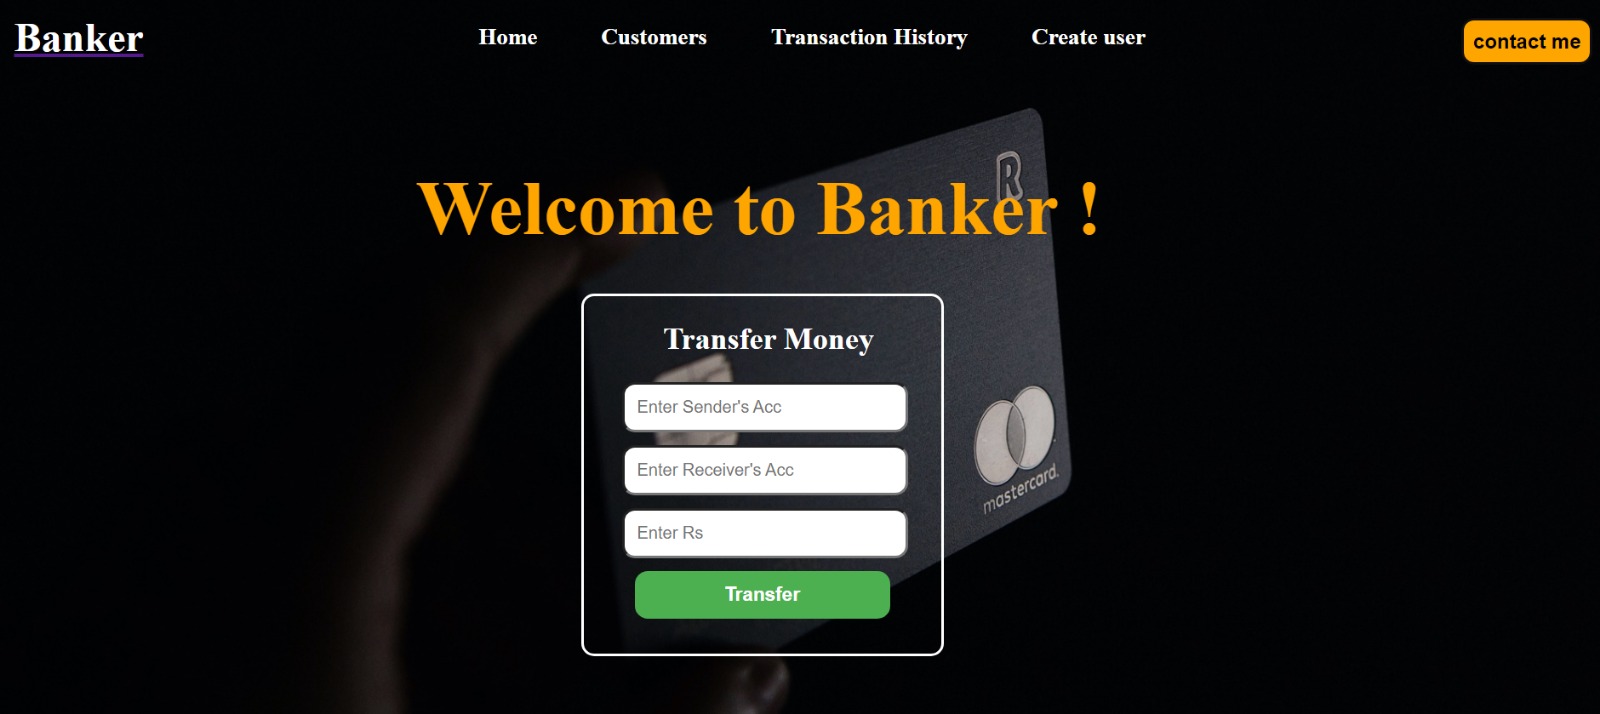 Banker
Home
Customers
Transaction History
Create user
contact me
R
Welcome to Banker !
Transfer Money
Enter Sender's Acc
Enter Receiver's Acc
Enter Rs
Transfer
mastercard.